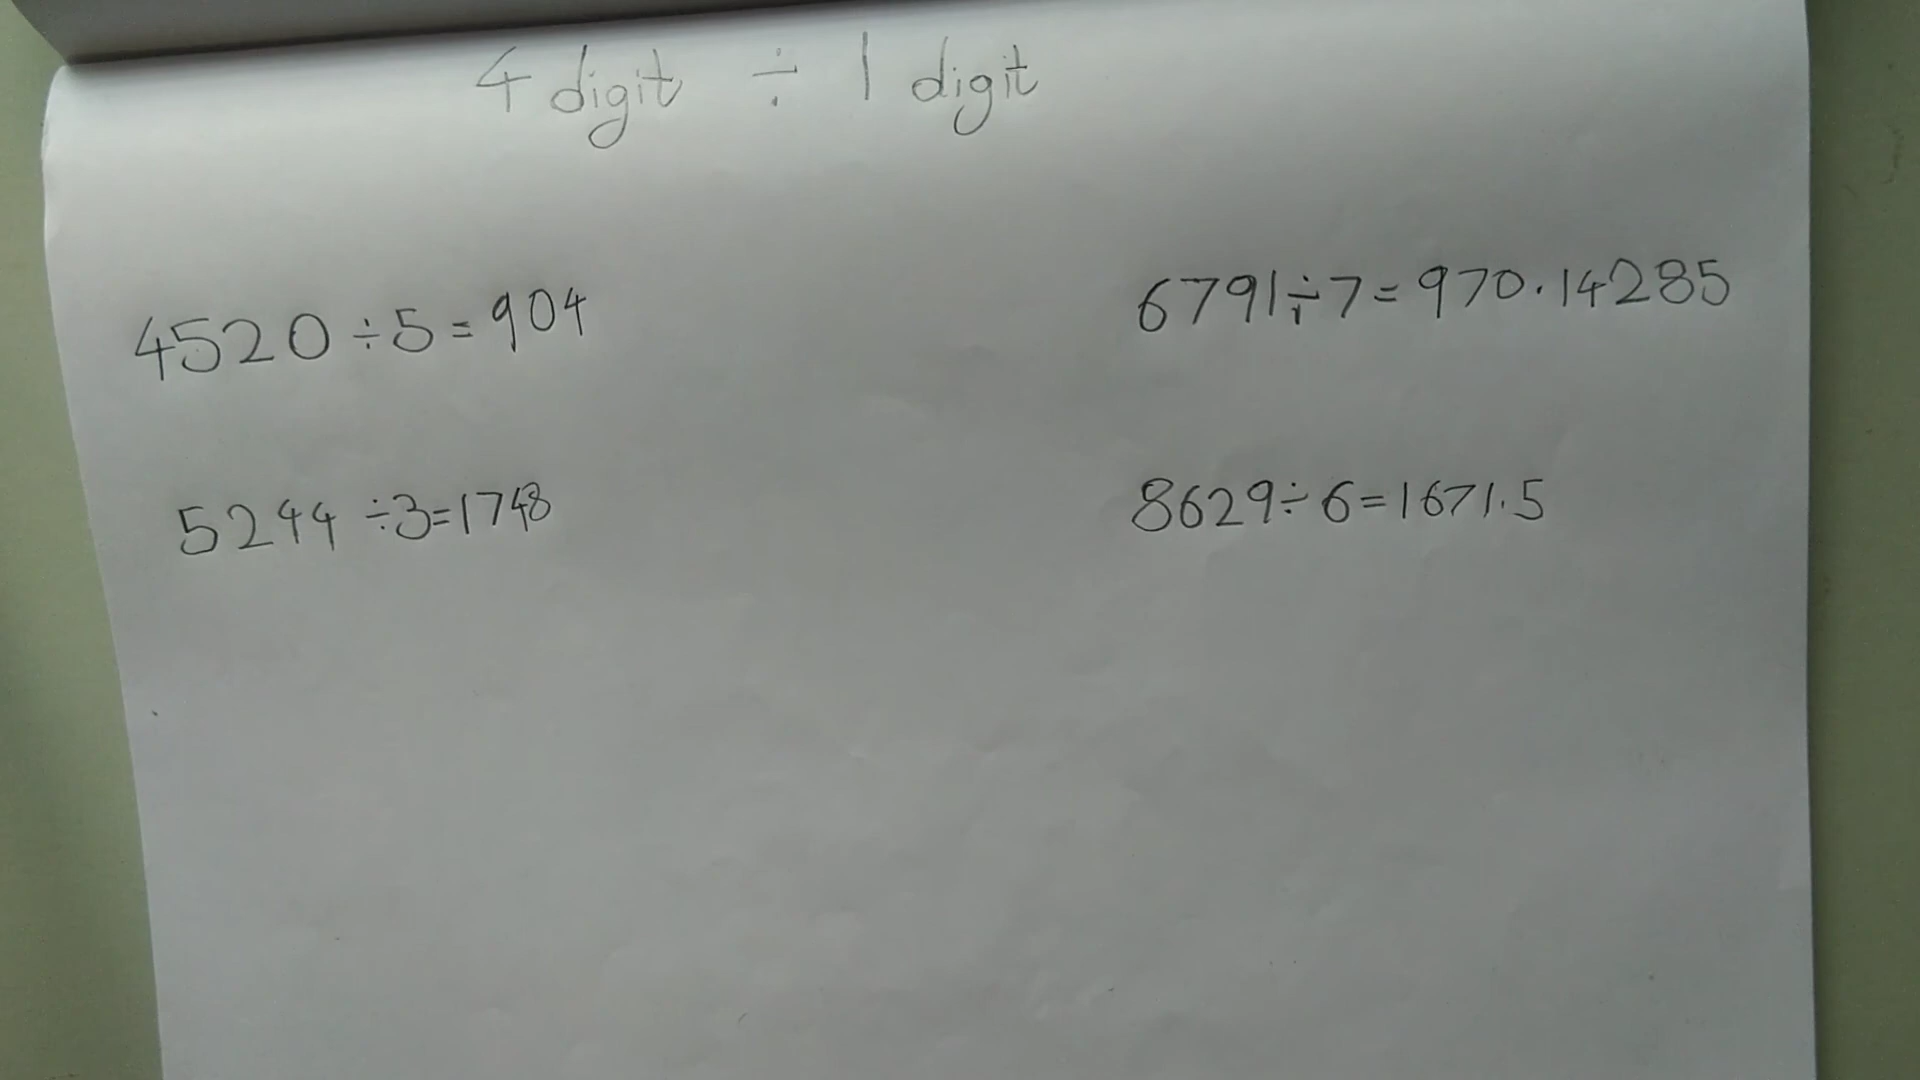 4 digit ÷ 1 digit
4520 ÷ 5 = 904
6791 ÷ 7 = 970.14285
5244 ÷ 3 = 1748
8629 ÷ 6 = 1671.5